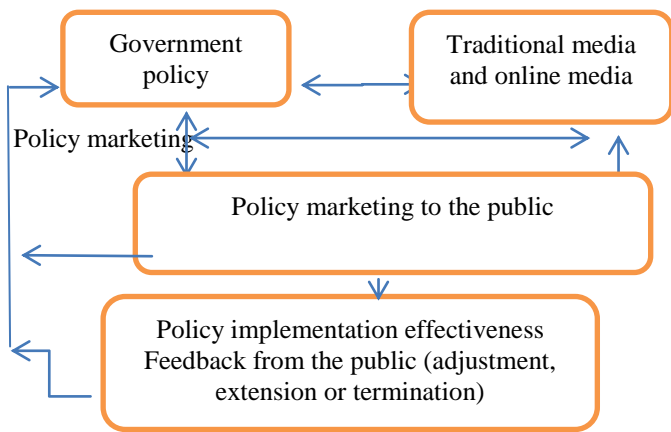 Government
policy
Traditional media
and online media
Policy marketing
Policy marketing to the public
Policy implementation effectiveness
Feedback from the public (adjustment,
extension or termination)